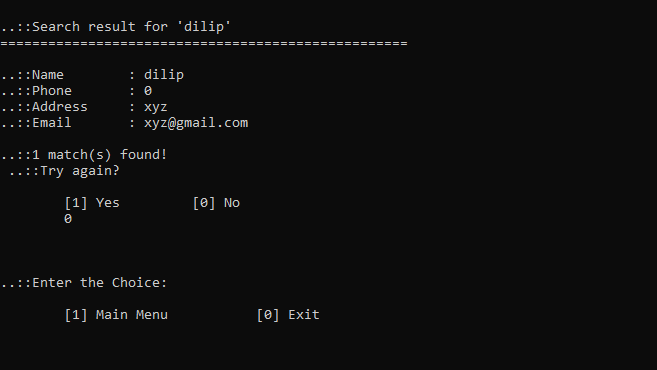 ..::Search result for 'dilip'
===================================================
..::Name        : dilip
..::Phone       : 0
..::Address     : xyz
..::Email       : xyz@gmail.com
..::1 match(s) found!
 ..::Try again?
        [1] Yes         [0] No
        0
..::Enter the Choice:
        [1] Main Menu           [0] Exit